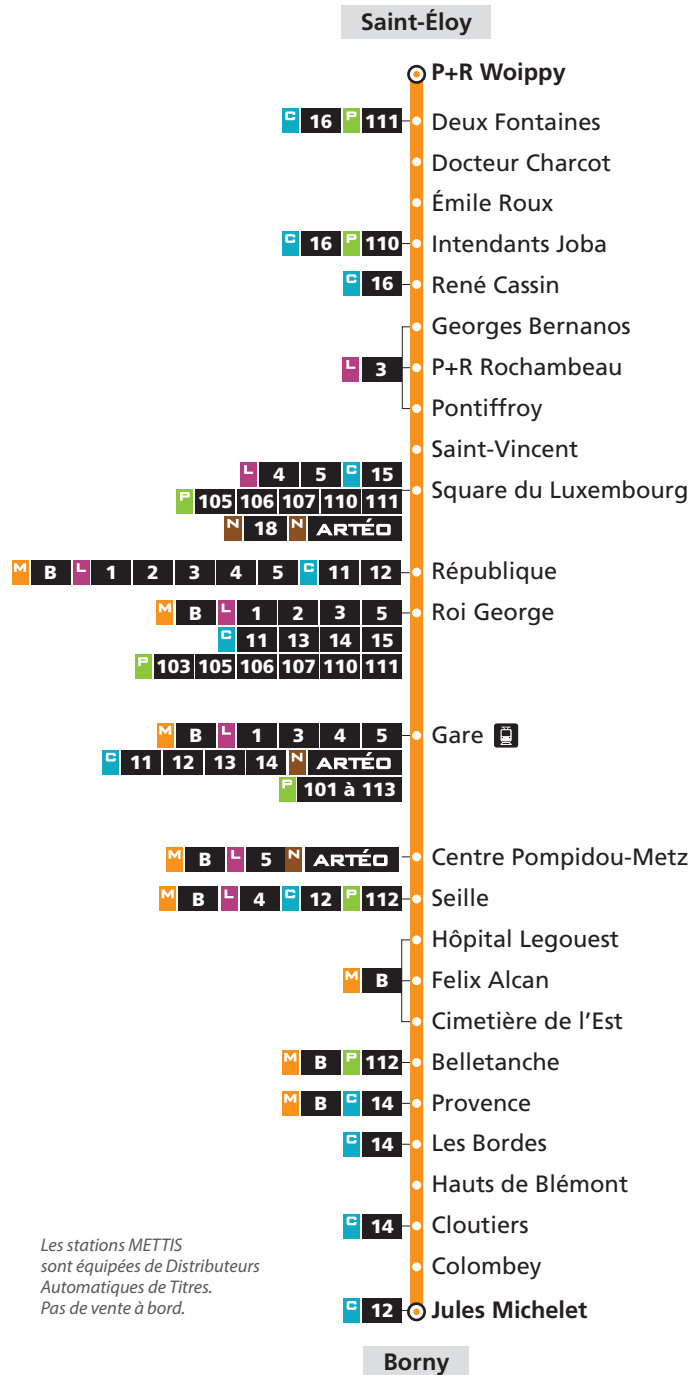 Saint-Éloy
P+R Woippy
C 16 P 111 Deux Fontaines
Docteur Charcot
Émile Roux
C 16 P 110 Intendants Joba
C 16 René Cassin
Georges Bernanos
L 3 P+R Rochambeau
Pontiffroy
Saint-Vincent
L 4 5 C 15
Square du Luxembourg
P 105 106 107 110 111
N 18 N ARTÉO
M B L 1 2 3 4 5 C 11 12 République
M B L 1 2 3 5 Roi George
C 11 13 14 15
P 103 105 106 107 110 111
M B L 1 3 4 5 Gare
C 11 12 13 14 N ARTÉO
P 101 à 113
M B L 5 N ARTÉO Centre Pompidou-Metz
M B L 4 C 12 P 112 Seille
Hôpital Legouest
M B Felix Alcan
Cimetière de l'Est
M B P 112 Belletanche
M B C 14 Provence
C 14 Les Bordes
Hauts de Blémont
C 14 Cloutiers
Colombey
C 12 Jules Michelet
Les stations METTIS
sont équipées de Distributeurs
Automatiques de Titres.
Pas de vente à bord.
Borny